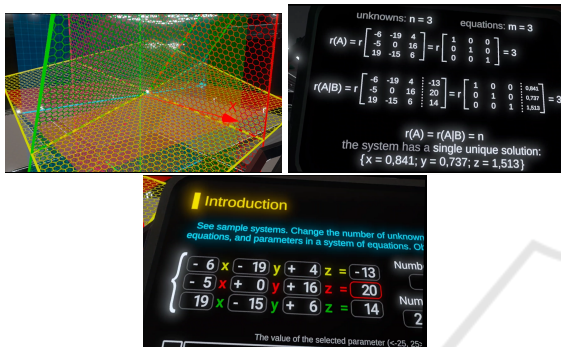 unknowns: n = 3 equations: m = 3
r(A) = r [ -6 -19 4 ] = r [ 1 0 0 ] = 3
-5 0 16 0 1 0
19 -15 6 0 0 1
r(A|B) = r [ -6 -19 4 -13 ] = r [ 1 0 0 0,841 ] = 3
-5 0 16 20 0 1 0 0,737
19 -15 6 14 0 0 1 1,513
r(A) = r(A|B) = n
the system has a single unique solution:
{x = 0,841; y = 0,737; z = 1,513}
Introduction
See sample systems. Change the number of unknown
equations, and parameters in a system of equations. Ob
- 6 x - 19 y + 4 z = -13
- 5 x + 0 y + 16 z = 20
19 x - 15 y + 6 z = 14
Numb
Num
2
The value of the selected parameter (<-25, 25>